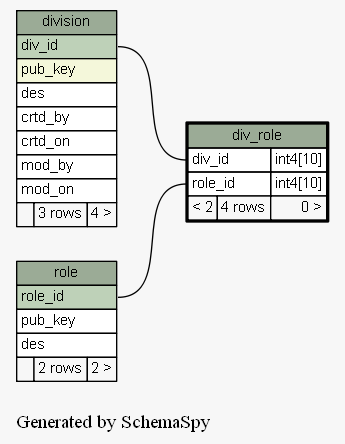 division
div_id
pub_key
des
crtd_by
crtd_on
mod_by
mod_on
3 rows 4 >
div_role
div_id int4[10]
role_id int4[10]
< 2 4 rows 0 >
role
role_id
pub_key
des
2 rows 2 >
Generated by SchemaSpy